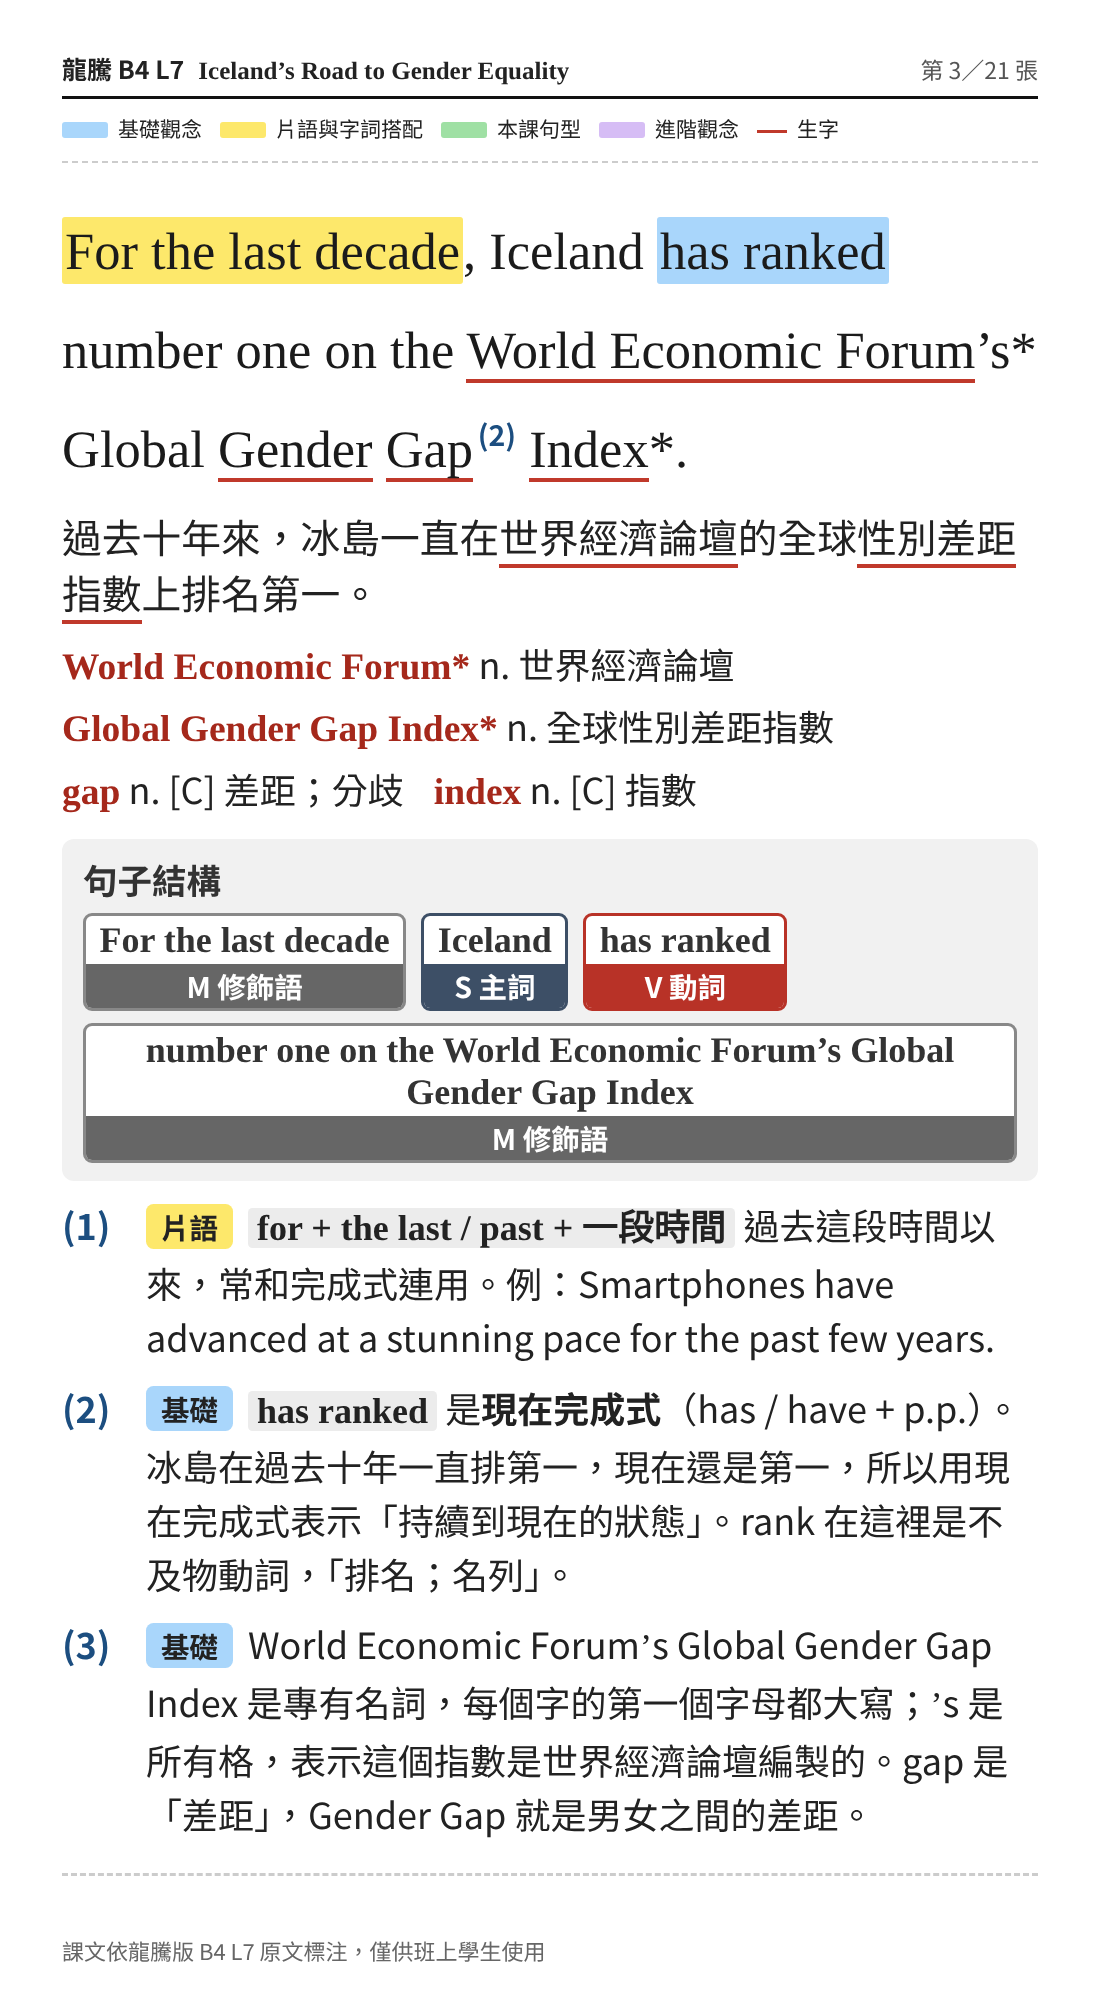 龍騰 B4 L7 Iceland’s Road to Gender Equality 第 3／21 張
基礎觀念 片語與字詞搭配 本課句型 進階觀念 生字
For the last decade, Iceland has ranked
number one on the World Economic Forum’s*
Global Gender Gap (2) Index*.
過去十年來，冰島一直在世界經濟論壇的全球性別差距
指數上排名第一。
World Economic Forum* n. 世界經濟論壇
Global Gender Gap Index* n. 全球性別差距指數
gap n. [C] 差距；分歧 index n. [C] 指數
句子結構
For the last decade Iceland has ranked
M 修飾語 S 主詞 V 動詞
number one on the World Economic Forum’s Global
Gender Gap Index
M 修飾語
(1) 片語 for + the last / past + 一段時間 過去這段時間以
來，常和完成式連用。例：Smartphones have
advanced at a stunning pace for the past few years.
(2) 基礎 has ranked 是現在完成式（has / have + p.p.）。
冰島在過去十年一直排第一，現在還是第一，所以用現
在完成式表示「持續到現在的狀態」。rank 在這裡是不
及物動詞，「排名；名列」。
(3) 基礎 World Economic Forum’s Global Gender Gap
Index 是專有名詞，每個字的第一個字母都大寫；’s 是
所有格，表示這個指數是世界經濟論壇編製的。gap 是
「差距」，Gender Gap 就是男女之間的差距。
課文依龍騰版 B4 L7 原文標注，僅供班上學生使用